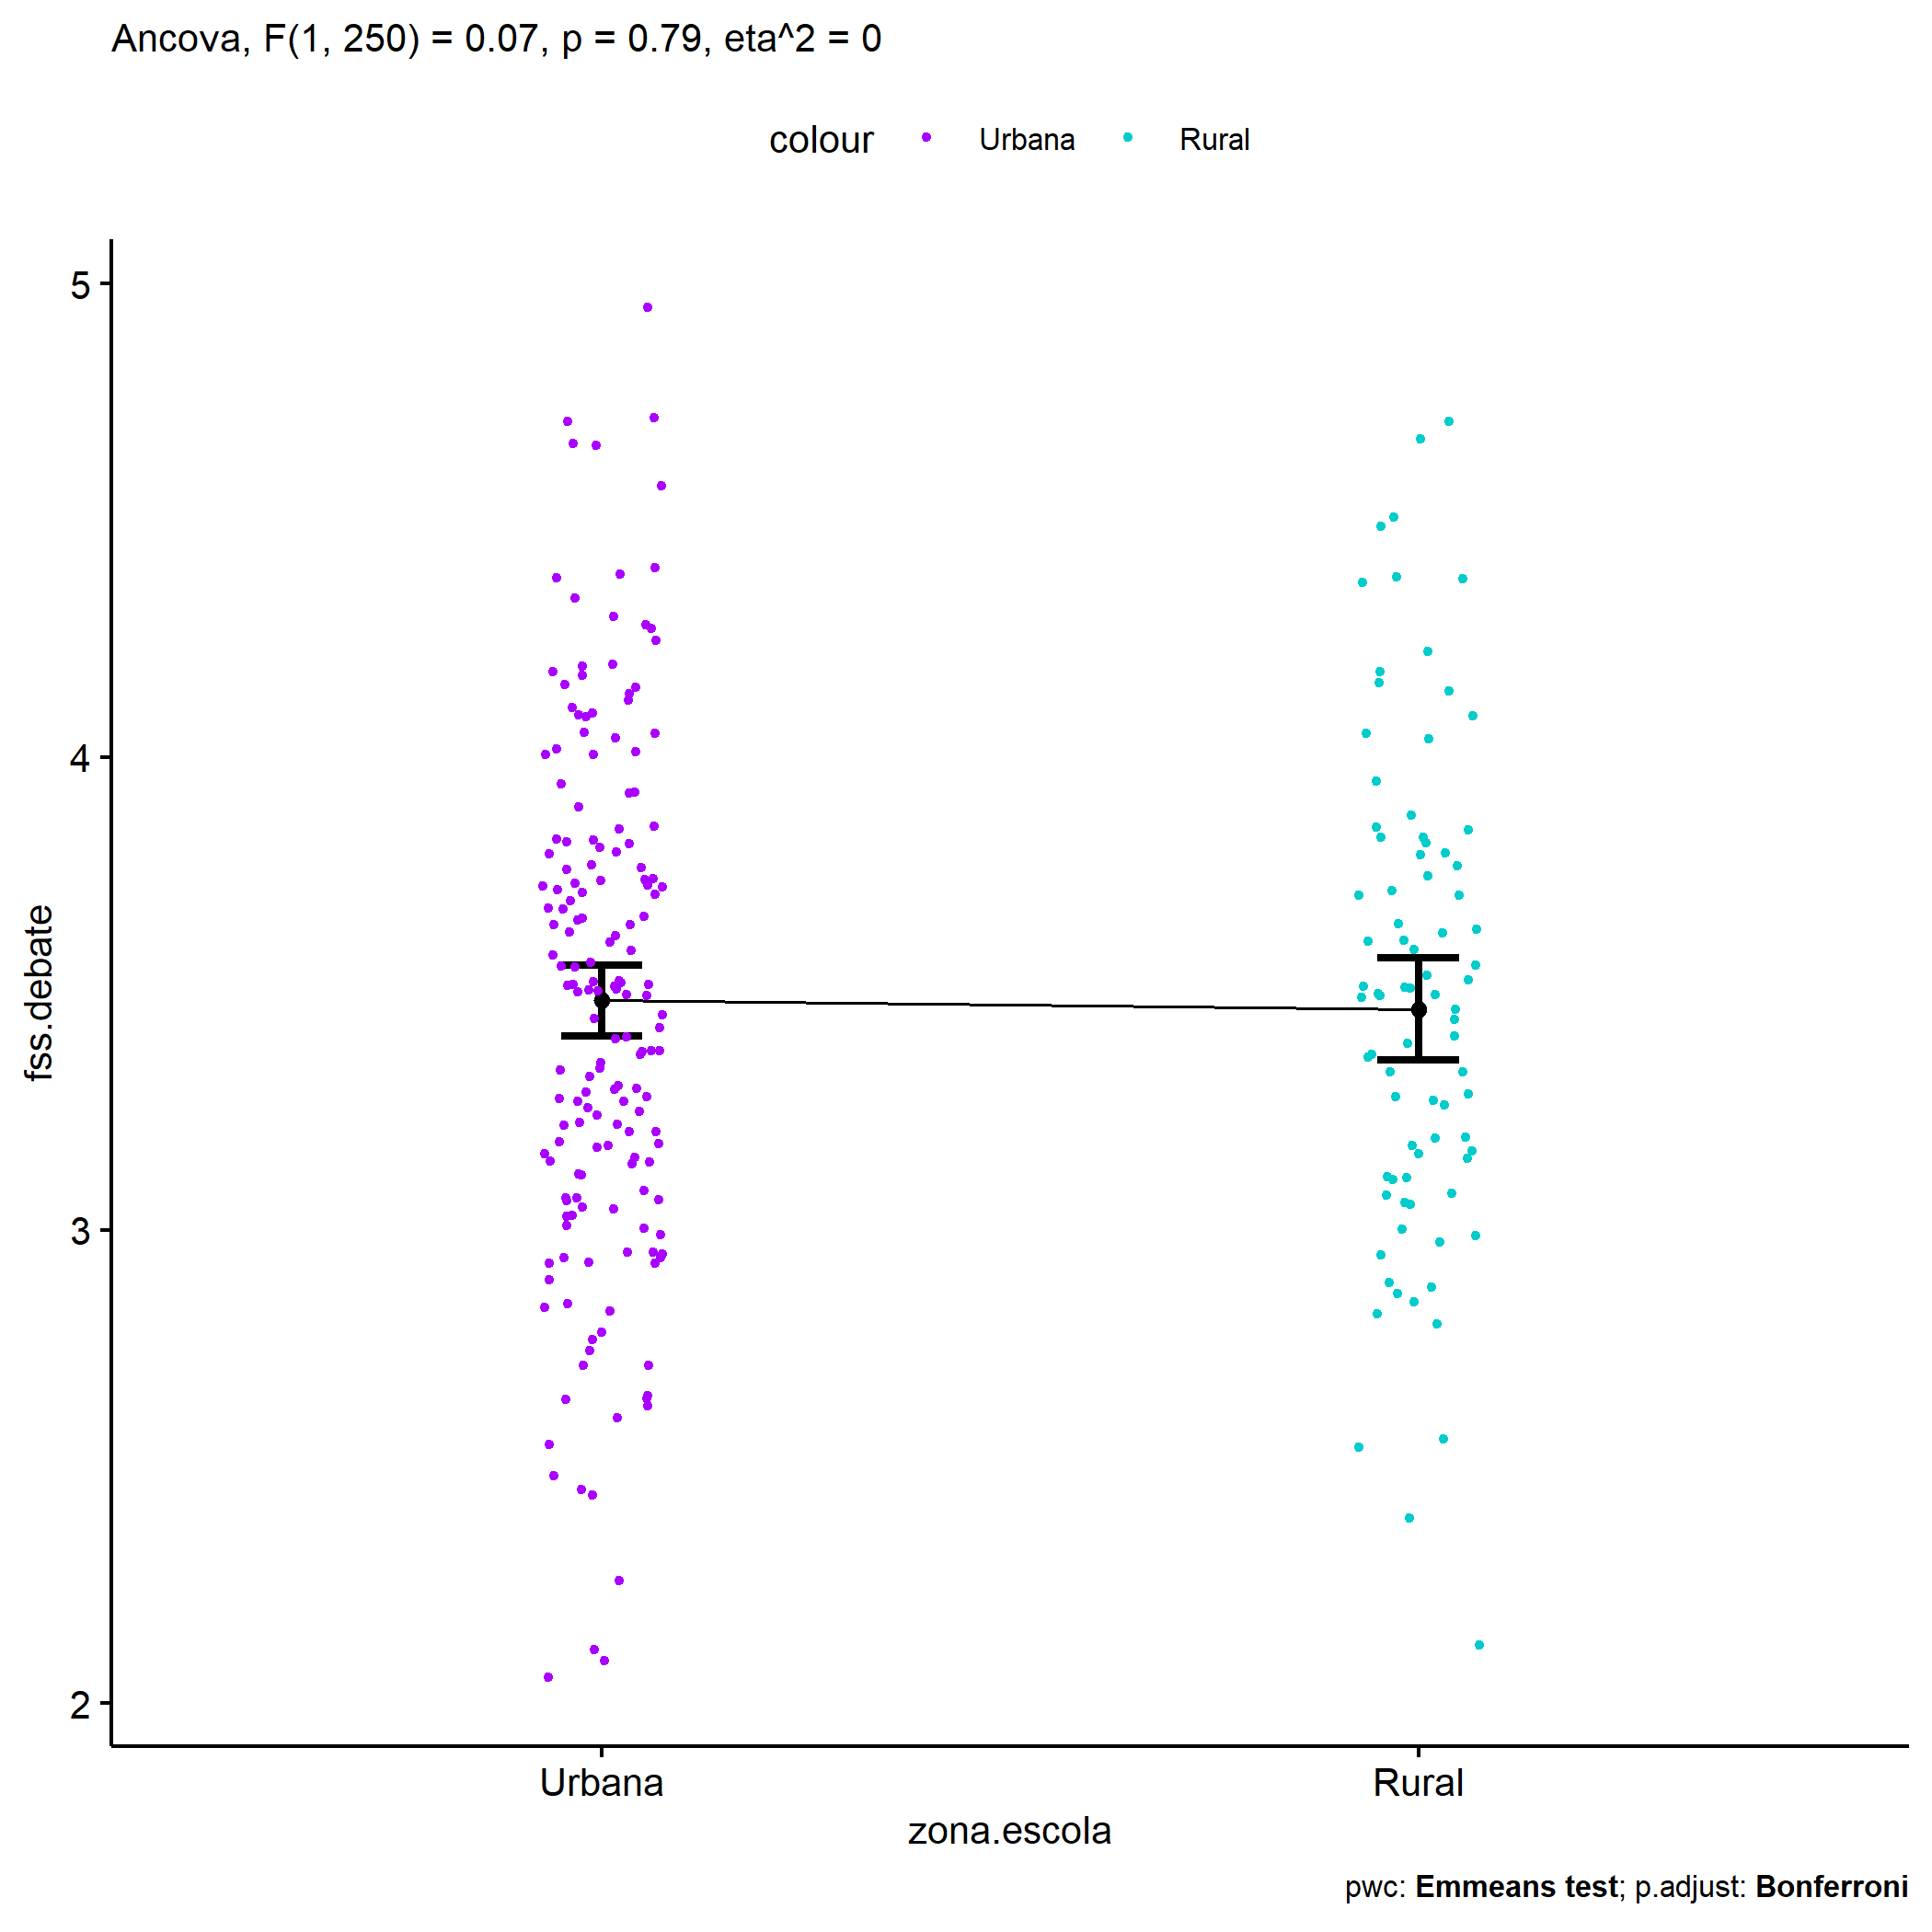 Ancova, F(1, 250) = 0.07, p = 0.79, eta^2 = 0
colour Urbana Rural
5
4
3
2
fss.debate
Urbana Rural
zona.escola
pwc: Emmeans test; p.adjust: Bonferroni